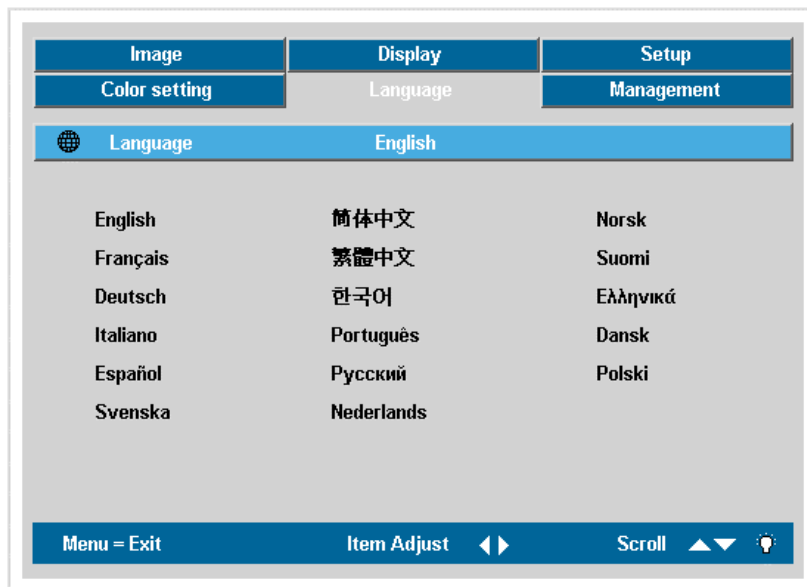 Image Display Setup
Color setting Language Management
Language English
English 简体中文 Norsk
Français 繁體中文 Suomi
Deutsch 한국어 Ελληνικά
Italiano Português Dansk
Español Русский Polski
Svenska Nederlands
Menu = Exit Item Adjust Scroll